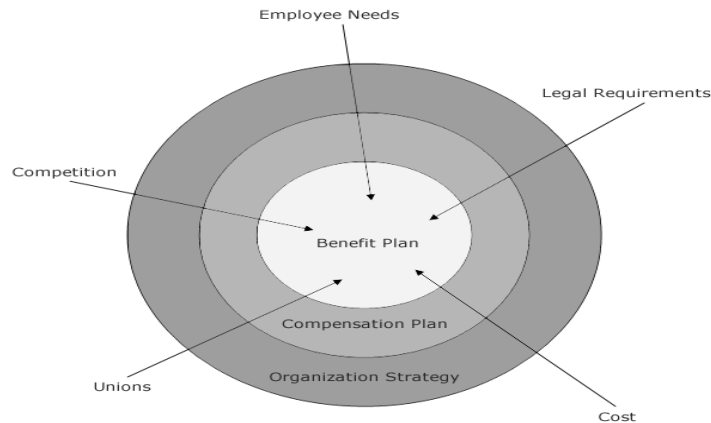 Employee Needs
Legal Requirements
Competition
Benefit Plan
Compensation Plan
Organization Strategy
Unions
Cost